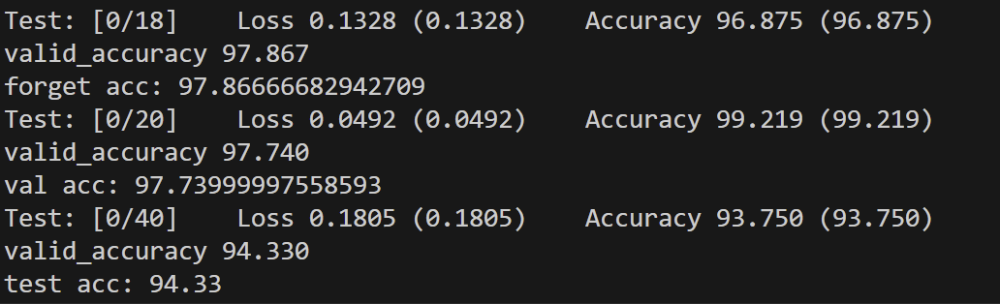 Test: [0/18]    Loss 0.1328 (0.1328)    Accuracy 96.875 (96.875)
valid_accuracy 97.867
forget acc: 97.86666682942709
Test: [0/20]    Loss 0.0492 (0.0492)    Accuracy 99.219 (99.219)
valid_accuracy 97.740
val acc: 97.73999997558593
Test: [0/40]    Loss 0.1805 (0.1805)    Accuracy 93.750 (93.750)
valid_accuracy 94.330
test acc: 94.33